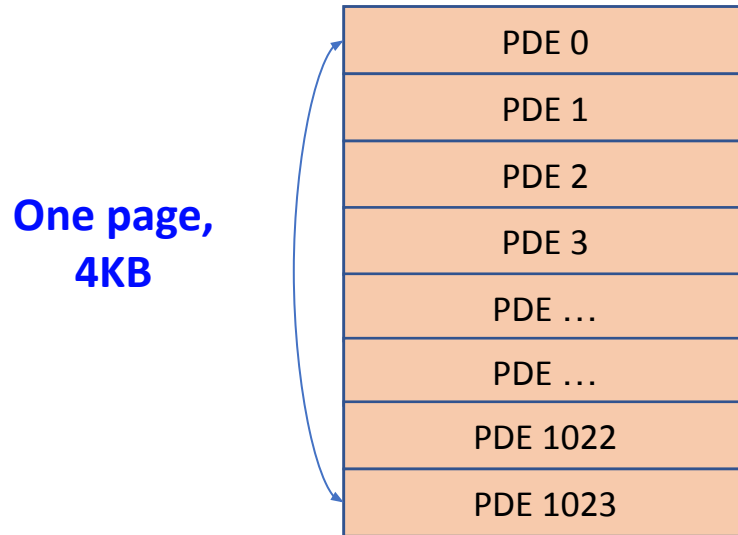 One page,
4KB
PDE 0
PDE 1
PDE 2
PDE 3
PDE …
PDE …
PDE 1022
PDE 1023